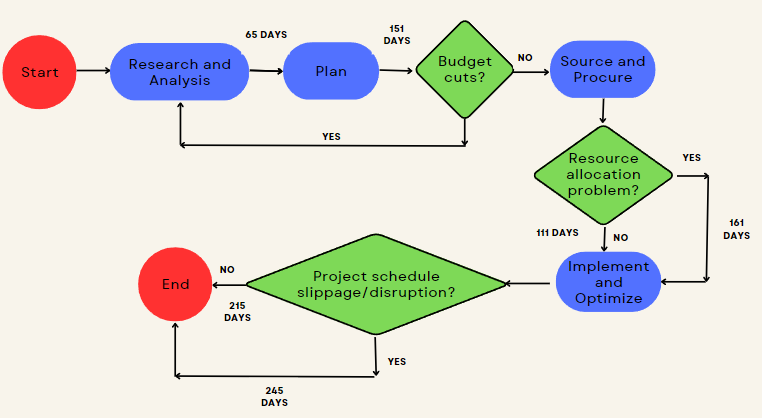 Start
Research and
Analysis
65 DAYS
Plan
151
DAYS
Budget
cuts?
NO
Source and
Procure
YES
Resource
allocation
problem?
YES
161
DAYS
111 DAYS
NO
Implement
and
Optimize
Project schedule
slippage/disruption?
NO
215
DAYS
End
YES
245
DAYS